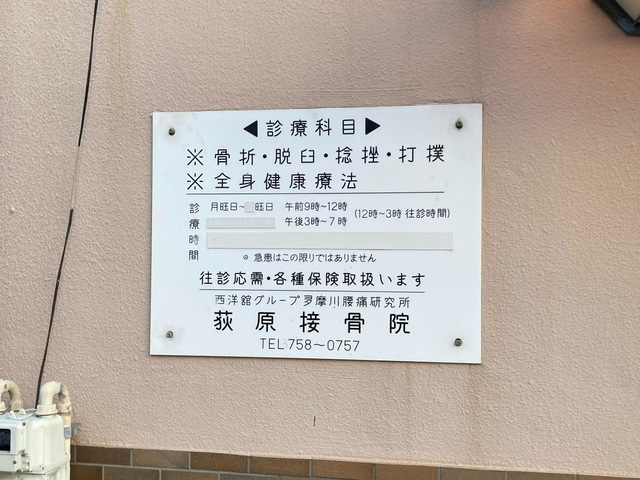 ◀診療科目▶
※骨折・脱臼・捻挫・打撲
※全身健康療法
診療時間
月旺日~ 旺日 午前9時~12時
午後3時~7時
(12時~3時 往診時間)
◎ 急患はこの限りではありません
往診応需・各種保険取扱います
西洋館グループ多摩川腰痛研究所
荻原接骨院
TEL758~0757